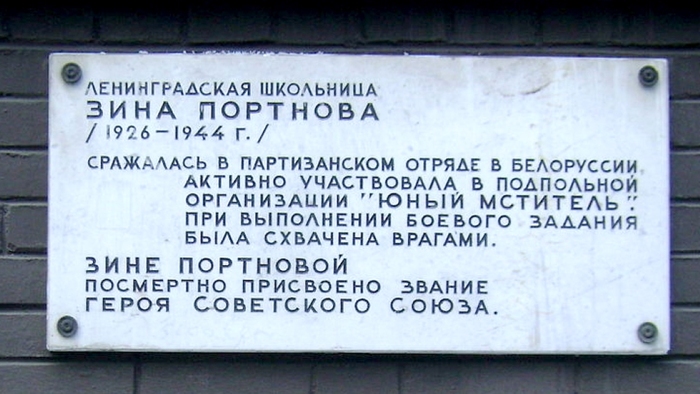 ЛЕНИНГРАДСКАЯ ШКОЛЬНИЦА
ЗИНА ПОРТНОВА
/1926-1944 г./
СРАЖАЛАСЬ В ПАРТИЗАНСКОМ ОТРЯДЕ В БЕЛОРУССИИ,
АКТИВНО УЧАСТВОВАЛА В ПОДПОЛЬНОЙ
ОРГАНИЗАЦИИ "ЮНЫЙ МСТИТЕЛЬ".
ПРИ ВЫПОЛНЕНИИ БОЕВОГО ЗАДАНИЯ
БЫЛА СХВАЧЕНА ВРАГАМИ.
ЗИНЕ ПОРТНОВОЙ
ПОСМЕРТНО ПРИСВОЕНО ЗВАНИЕ
ГЕРОЯ СОВЕТСКОГО СОЮЗА.